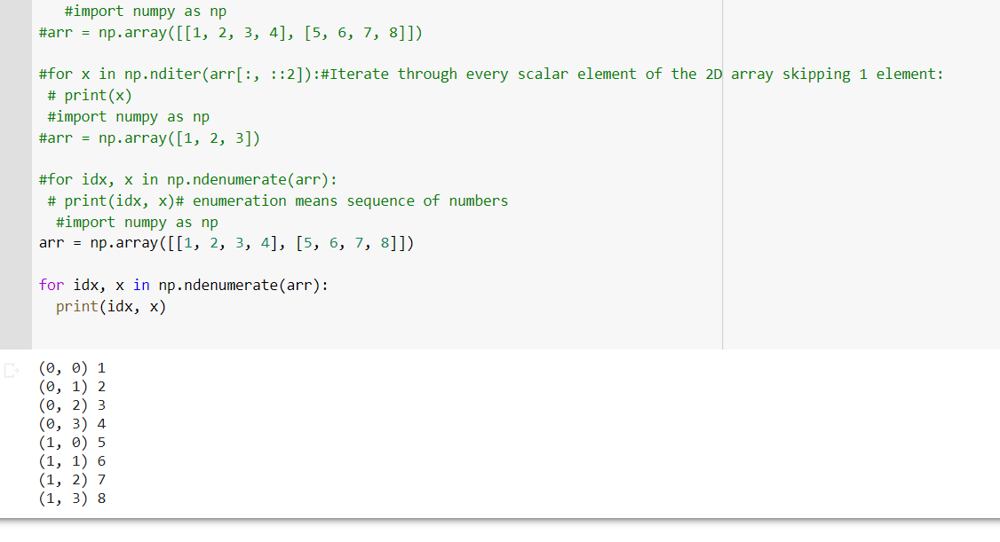 #import numpy as np
#arr = np.array([[1, 2, 3, 4], [5, 6, 7, 8]])
#for x in np.nditer(arr[:, ::2]):#Iterate through every scalar element of the 2D array skipping 1 element:
# print(x)
#import numpy as np
#arr = np.array([1, 2, 3])
#for idx, x in np.ndenumerate(arr):
# print(idx, x)# enumeration means sequence of numbers
#import numpy as np
arr = np.array([[1, 2, 3, 4], [5, 6, 7, 8]])
for idx, x in np.ndenumerate(arr):
print(idx, x)
(0, 0) 1
(0, 1) 2
(0, 2) 3
(0, 3) 4
(1, 0) 5
(1, 1) 6
(1, 2) 7
(1, 3) 8